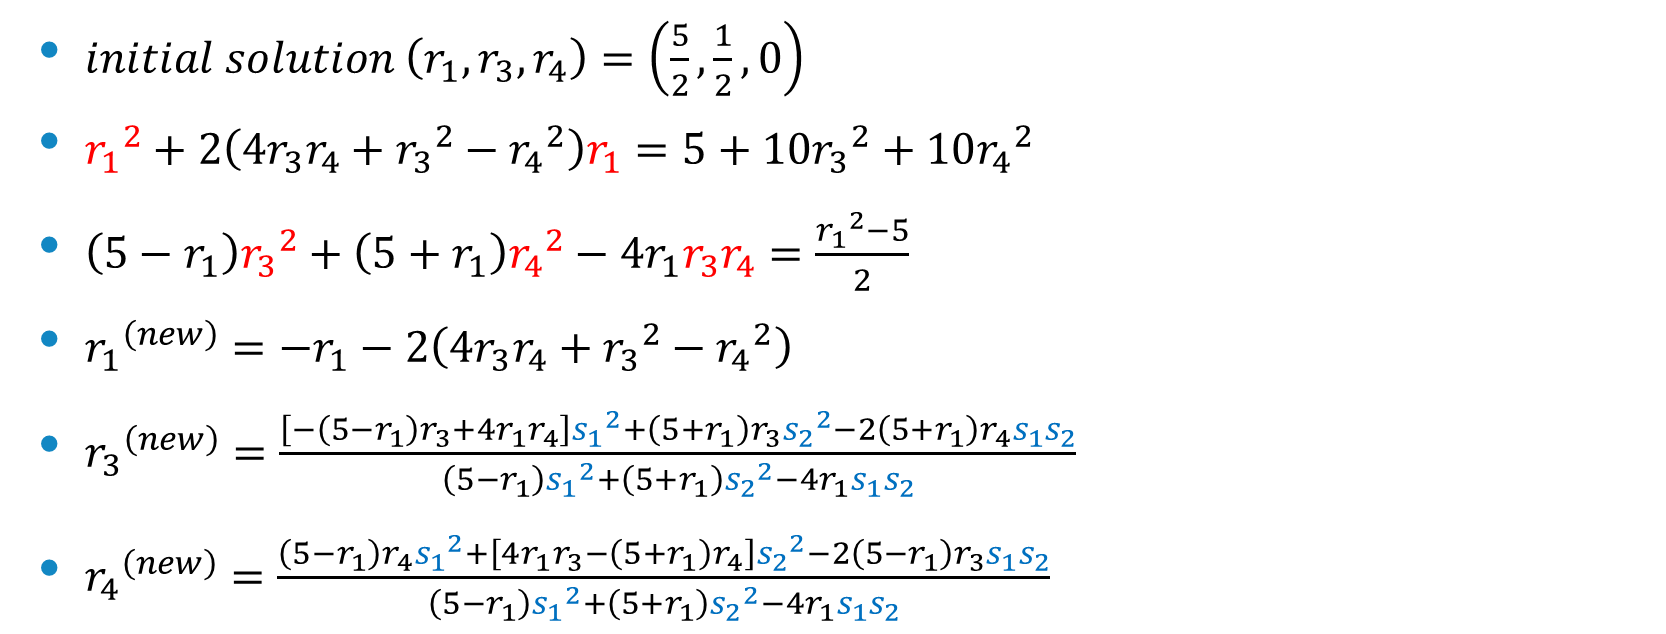 • initial solution (r₁, r₃, r₄) = (5/2, 1/2, 0)
• r₁² + 2(4r₃r₄ + r₃² − r₄²)r₁ = 5 + 10r₃² + 10r₄²
• (5 − r₁)r₃² + (5 + r₁)r₄² − 4r₁r₃r₄ = (r₁²−5)/2
• r₁⁽ⁿᵉʷ⁾ = −r₁ − 2(4r₃r₄ + r₃² − r₄²)
• r₃⁽ⁿᵉʷ⁾ = ([−(5−r₁)r₃+4r₁r₄]s₁²+(5+r₁)r₃s₂²−2(5+r₁)r₄s₁s₂)/((5−r₁)s₁²+(5+r₁)s₂²−4r₁s₁s₂)
• r₄⁽ⁿᵉʷ⁾ = ((5−r₁)r₄s₁²+[4r₁r₃−(5+r₁)r₄]s₂²−2(5−r₁)r₃s₁s₂)/((5−r₁)s₁²+(5+r₁)s₂²−4r₁s₁s₂)